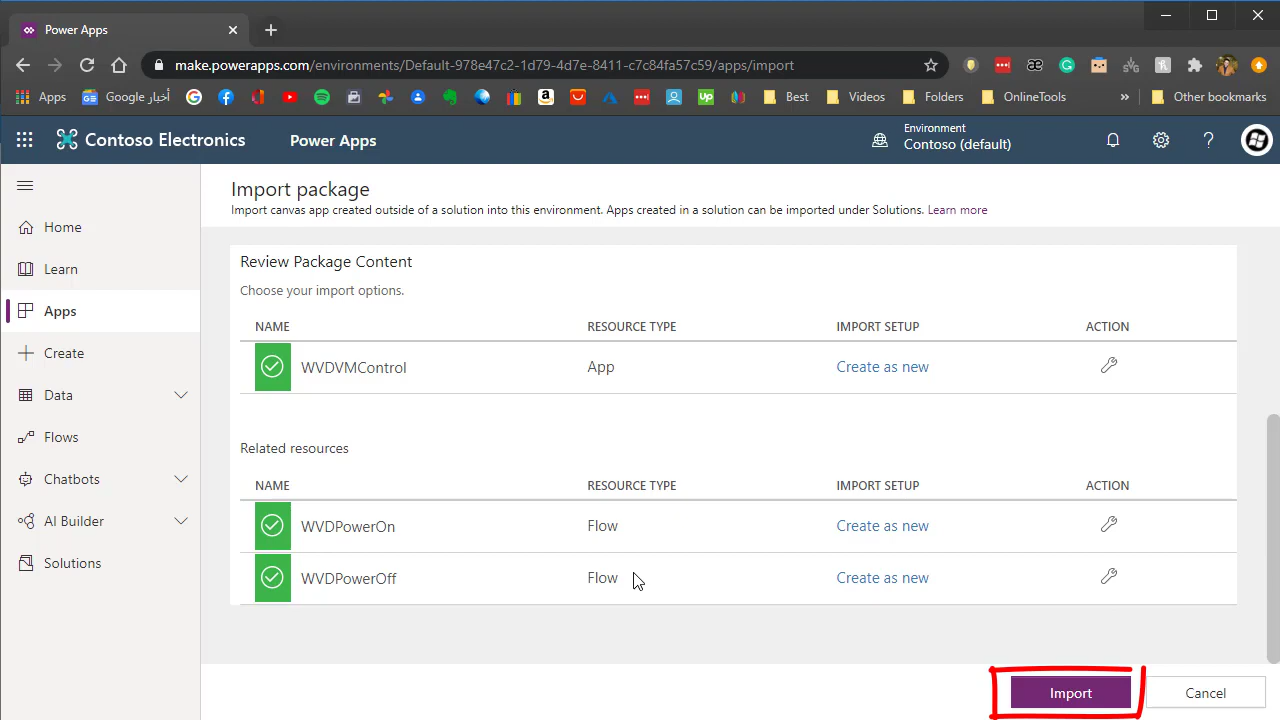 Power Apps
make.powerapps.com/environments/Default-978e47c2-1d79-4d7e-8411-c7c84fa57c59/apps/import
Apps
Google أخبار
Best
Videos
Folders
OnlineTools
»
Other bookmarks
Contoso Electronics
Power Apps
Environment
Contoso (default)
?
Home
Learn
Apps
Create
Data
Flows
Chatbots
AI Builder
Solutions
Import package
Import canvas app created outside of a solution into this environment. Apps created in a solution can be imported under Solutions. Learn more
Review Package Content
Choose your import options.
NAME RESOURCE TYPE IMPORT SETUP ACTION
WVDVMControl App Create as new
Related resources
NAME RESOURCE TYPE IMPORT SETUP ACTION
WVDPowerOn Flow Create as new
WVDPowerOff Flow Create as new
Import
Cancel